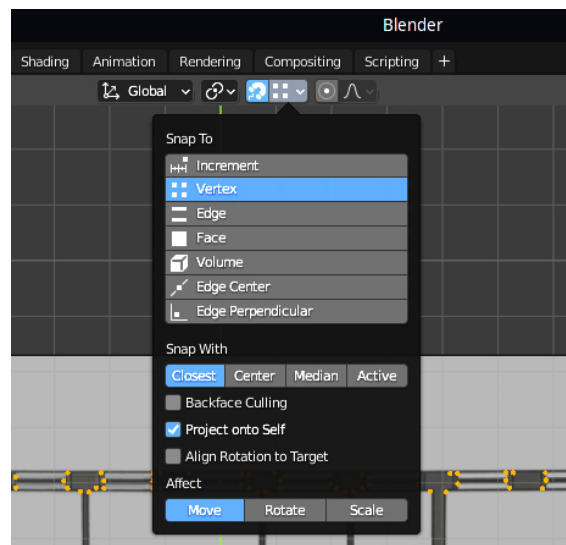 Blender
Shading Animation Rendering Compositing Scripting +
Global
Snap To
Increment
Vertex
Edge
Face
Volume
Edge Center
Edge Perpendicular
Snap With
Closest Center Median Active
Backface Culling
Project onto Self
Align Rotation to Target
Affect
Move Rotate Scale